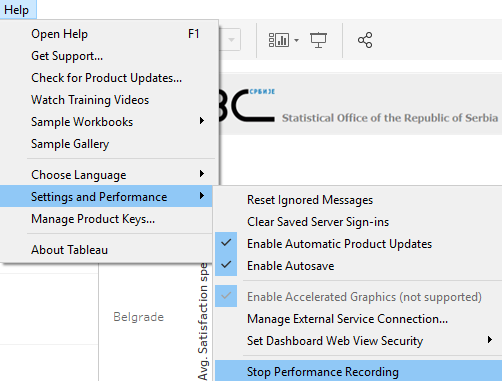 Help
Open Help F1
Get Support...
Check for Product Updates...
Watch Training Videos
Sample Workbooks
Sample Gallery
Choose Language
Settings and Performance
Manage Product Keys...
About Tableau
СРБИЈЕ
Statistical Office of the Republic of Serbia
Reset Ignored Messages
Clear Saved Server Sign-ins
Enable Automatic Product Updates
Enable Autosave
Enable Accelerated Graphics (not supported)
Manage External Service Connection...
Set Dashboard Web View Security
Stop Performance Recording
Belgrade
Avg. Satisfaction spe